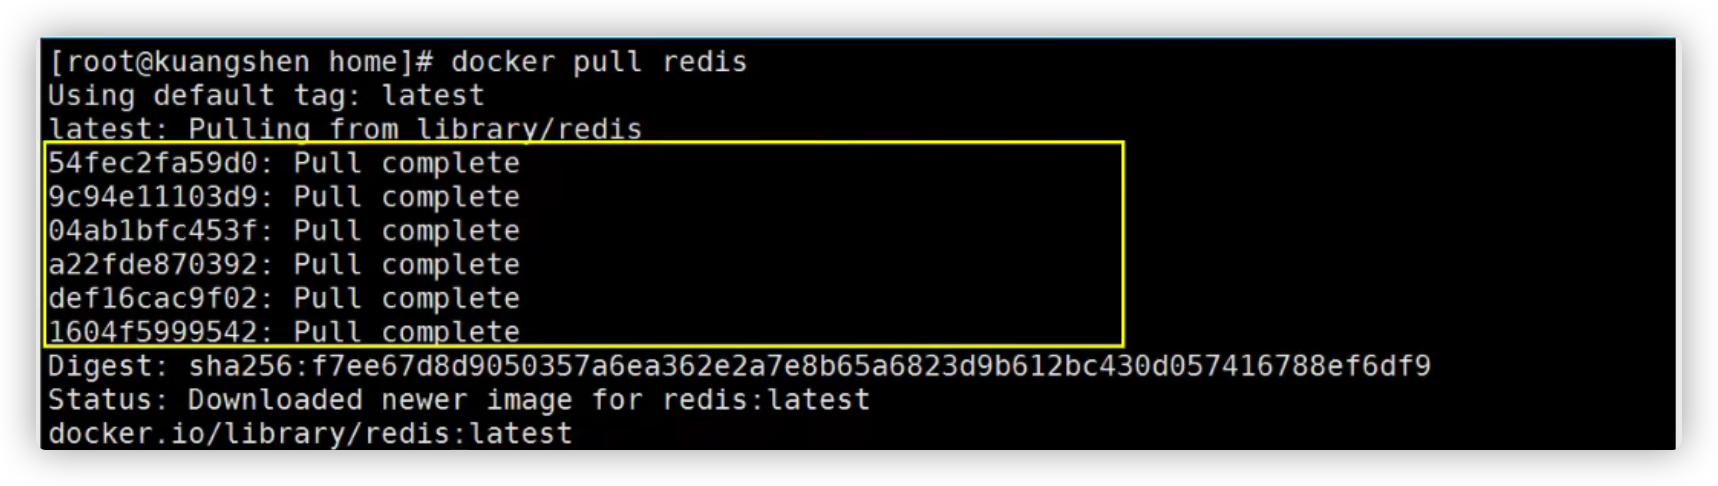 [root@kuangshen home]# docker pull redis
Using default tag: latest
latest: Pulling from library/redis
54fec2fa59d0: Pull complete
9c94e11103d9: Pull complete
04ab1bfc453f: Pull complete
a22fde870392: Pull complete
def16cac9f02: Pull complete
1604f5999542: Pull complete
Digest: sha256:f7ee67d8d9050357a6ea362e2a7e8b65a6823d9b612bc430d057416788ef6df9
Status: Downloaded newer image for redis:latest
docker.io/library/redis:latest